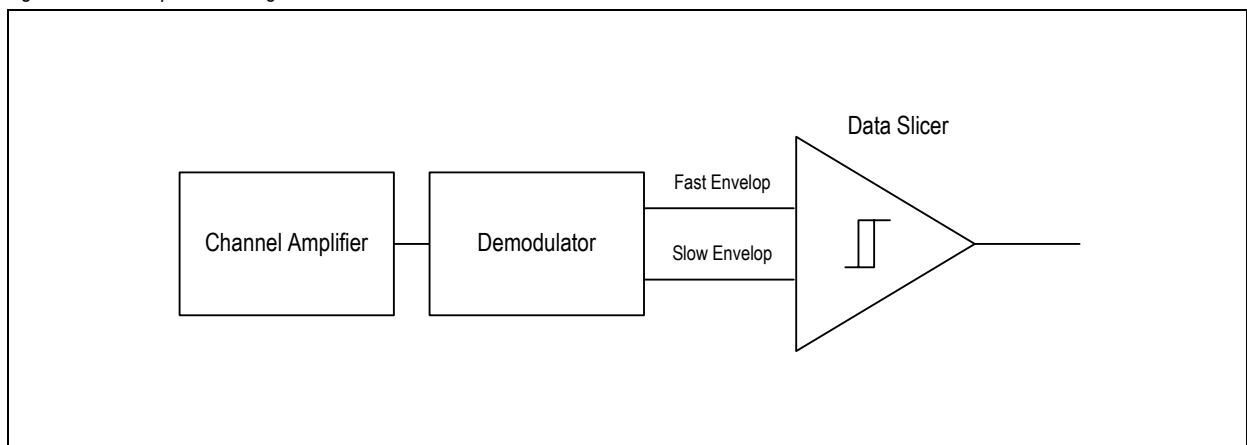 Data Slicer
Fast Envelop
Channel Amplifier
Demodulator
Slow Envelop